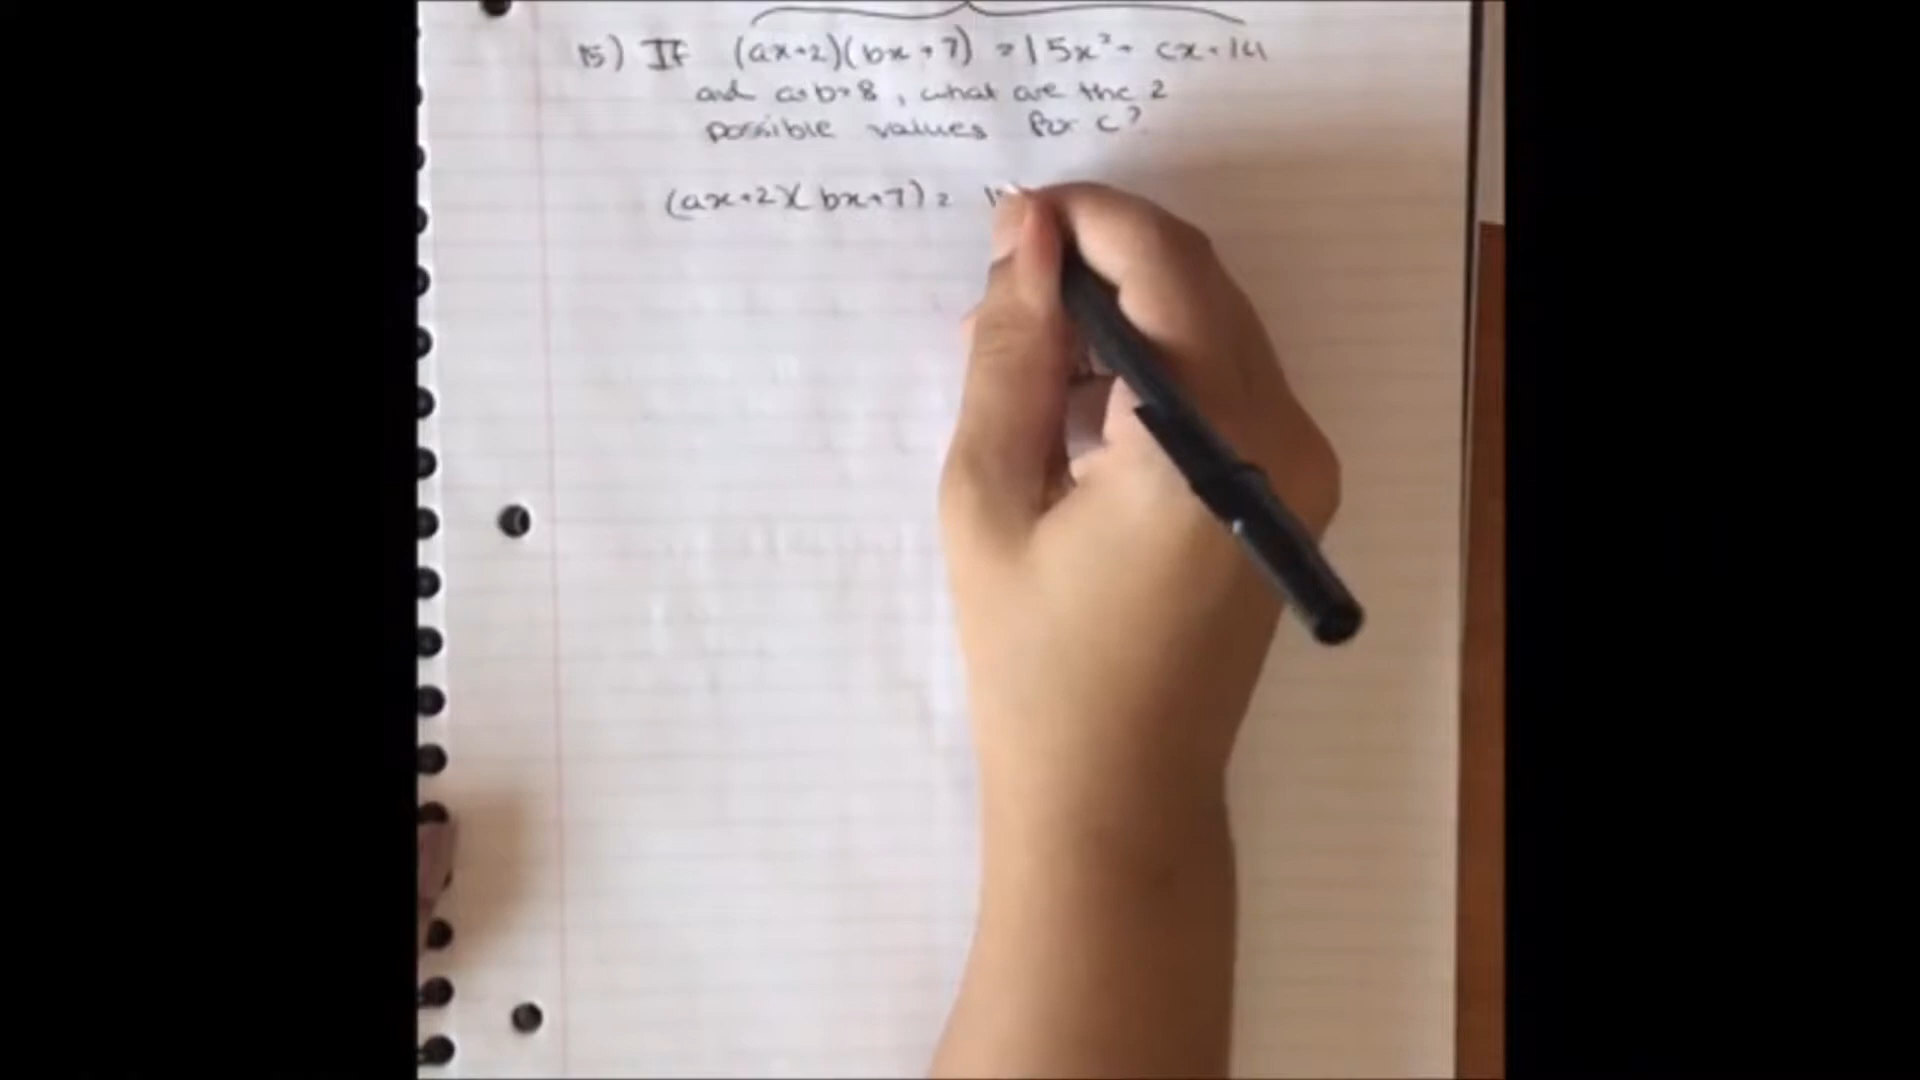 15) If (ax+2)(bx+7) = 15x²+ cx+14
and a+b=8, what are the 2
possible values for c?
(ax+2)(bx+7) = 1